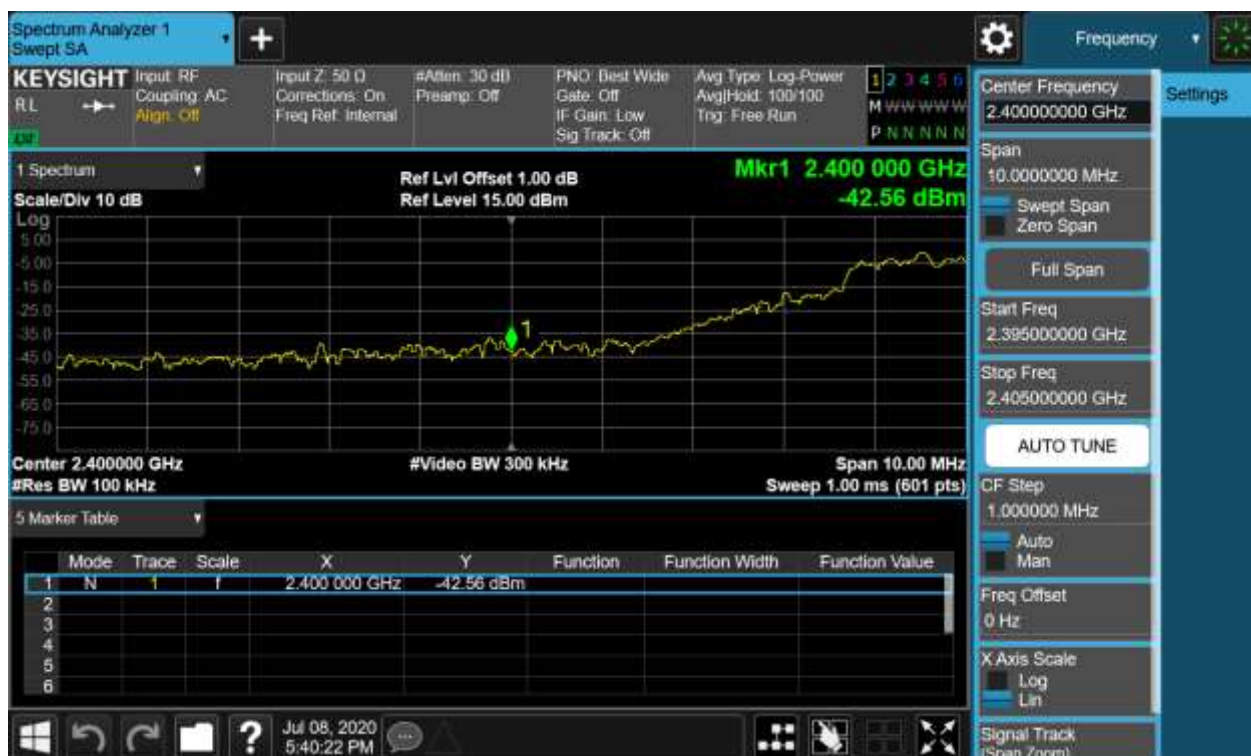 Spectrum Analyzer 1
Swept SA
+
Frequency
KEYSIGHT
RL
Input: RF
Coupling: AC
Align: Off
Input Z: 50 Ω
Corrections: On
Freq Ref: Internal
#Atten: 30 dB
Preamp: Off
PNO: Best Wide
Gate: Off
IF Gain: Low
Sig Track: Off
Avg Type: Log-Power
Avg|Hold: 100/100
Trig: Free Run
1 2 3 4 5 6
M W W W W W
P N N N N N
1 Spectrum
Scale/Div 10 dB
Ref Lvl Offset 1.00 dB
Ref Level 15.00 dBm
Mkr1 2.400 000 GHz
-42.56 dBm
Log
5.00
-5.00
-15.0
-25.0
-35.0
-45.0
-55.0
-65.0
-75.0
1
Center 2.400000 GHz
#Res BW 100 kHz
#Video BW 300 kHz
Span 10.00 MHz
Sweep 1.00 ms (601 pts)
5 Marker Table
Mode Trace Scale X Y Function Function Width Function Value
1 N 1 f 2.400 000 GHz -42.56 dBm
2
3
4
5
6
Center Frequency
2.400000000 GHz
Settings
Span
10.0000000 MHz
Swept Span
Zero Span
Full Span
Start Freq
2.395000000 GHz
Stop Freq
2.405000000 GHz
AUTO TUNE
CF Step
1.000000 MHz
Auto
Man
Freq Offset
0 Hz
X Axis Scale
Log
Lin
Signal Track
(Span Zoom)
?
Jul 08, 2020
5:40:22 PM